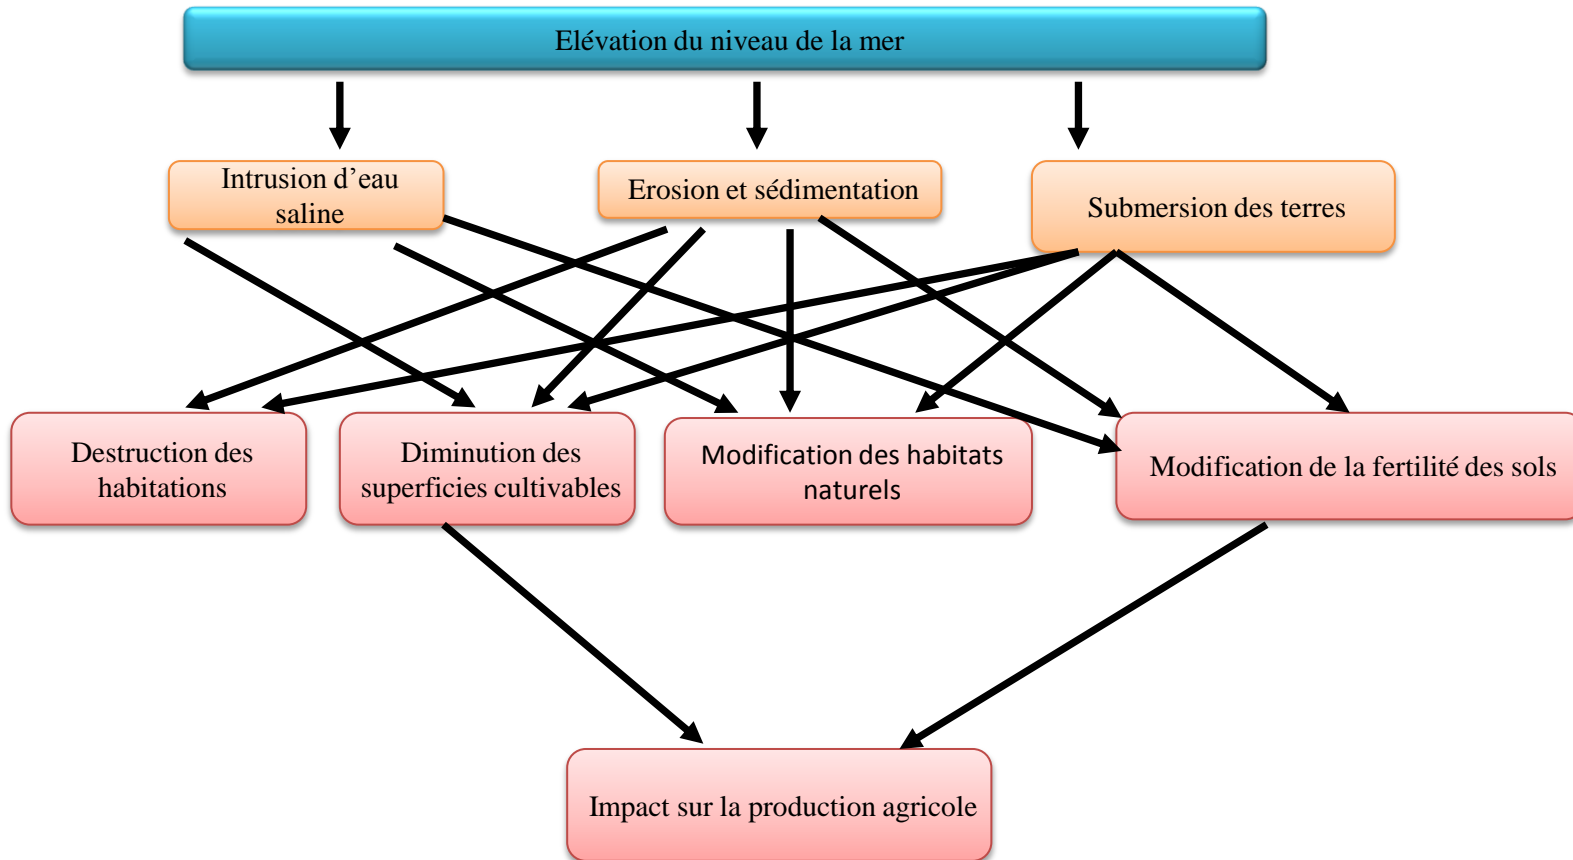 Elévation du niveau de la mer
Intrusion d’eau
saline
Erosion et sédimentation
Submersion des terres
Destruction des
habitations
Diminution des
superficies cultivables
Modification des habitats
naturels
Modification de la fertilité des sols
Impact sur la production agricole